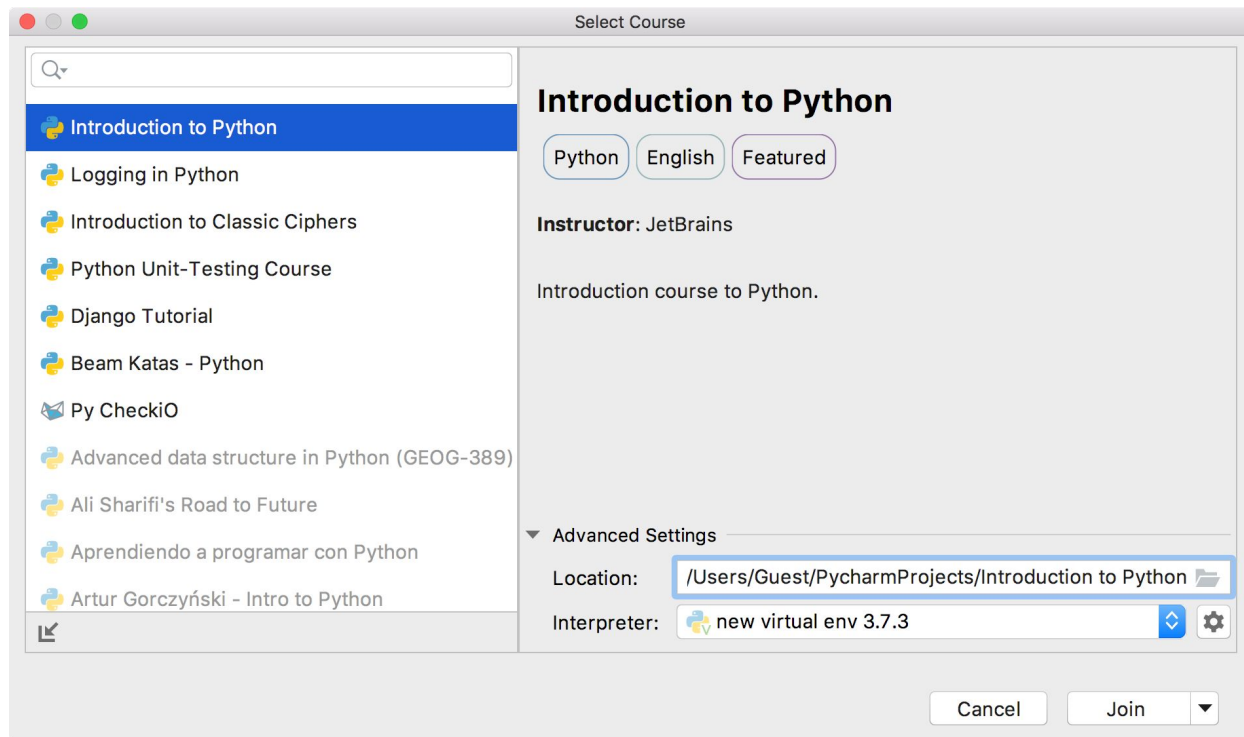 Select Course
Introduction to Python
Logging in Python
Introduction to Classic Ciphers
Python Unit-Testing Course
Django Tutorial
Beam Katas - Python
Py CheckiO
Advanced data structure in Python (GEOG-389)
Ali Sharifi's Road to Future
Aprendiendo a programar con Python
Artur Gorczyński - Intro to Python
Introduction to Python
Python English Featured
Instructor: JetBrains
Introduction course to Python.
Advanced Settings
Location: /Users/Guest/PycharmProjects/Introduction to Python
Interpreter: new virtual env 3.7.3
Cancel Join